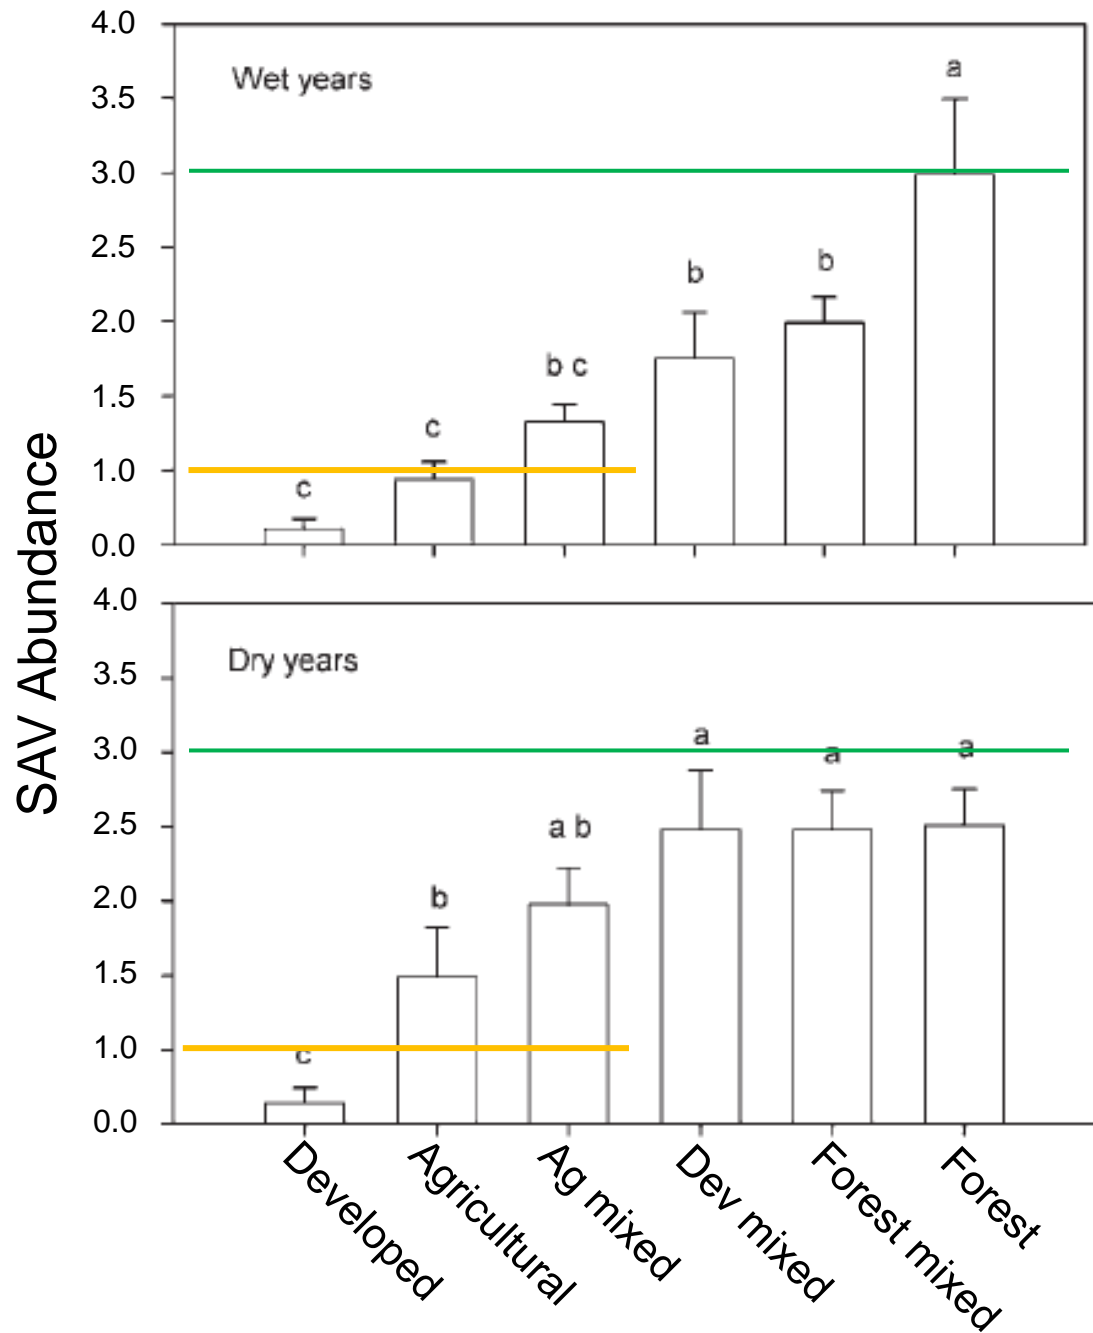 SAV Abundance
4.0
3.5
3.0
2.5
2.0
1.5
1.0
0.0
Wet years
c
c
b c
b
b
a
4.0
3.5
3.0
2.5
2.0
1.5
1.0
0.0
Dry years
c
b
a b
a
a
a
Developed
Agricultural
Ag mixed
Dev mixed
Forest mixed
Forest